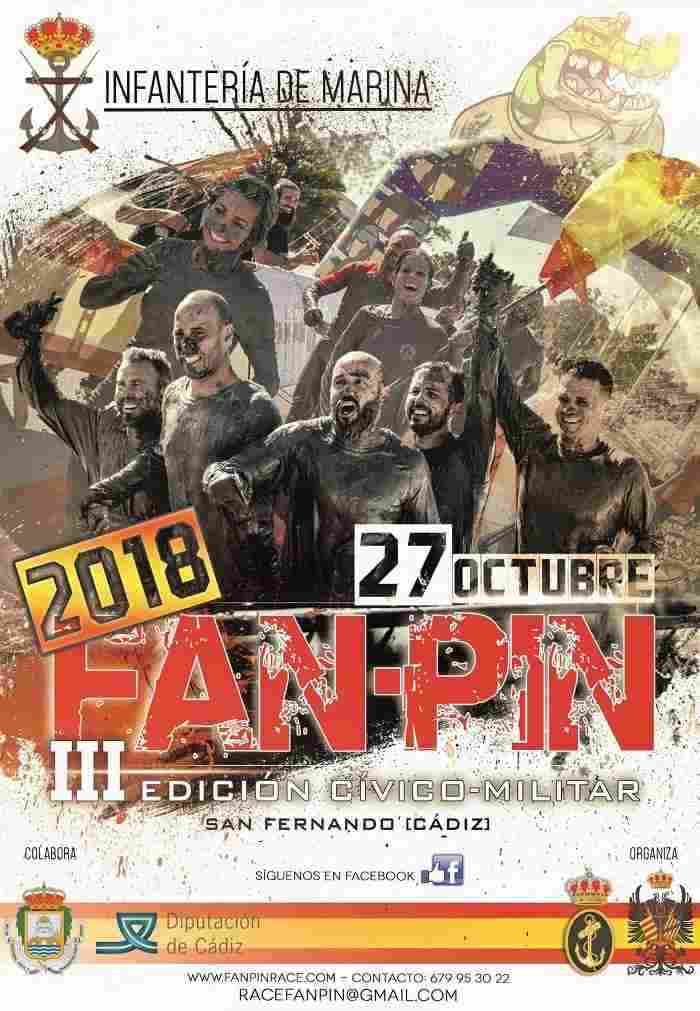 INFANTERÍA DE MARINA
2018
27 OCTUBRE
FAN-PIN
III EDICIÓN CÍVICO-MILITAR
SAN FERNANDO [CÁDIZ]
COLABORA
ORGANIZA
SÍGUENOS EN FACEBOOK
Diputación
de Cádiz
WWW.FANPINRACE.COM - CONTACTO: 679 95 30 22
RACEFANPIN@GMAIL.COM